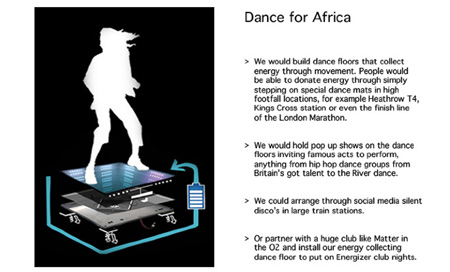 Dance for Africa
> We would build dance floors that collect
energy through movement. People would
be able to donate energy through simply
stepping on special dance mats in high
footfall locations, for example Heathrow T4,
Kings Cross station or even the finish line
of the London Marathon.
> We would hold pop up shows on the dance
floors inviting famous acts to perform,
anything from hip hop dance groups from
Britain's got talent to the River dance.
> We could arrange through social media silent
disco's in large train stations.
> Or partner with a huge club like Matter in
the O2 and install our energy collecting
dance floor to put on Energizer club nights.